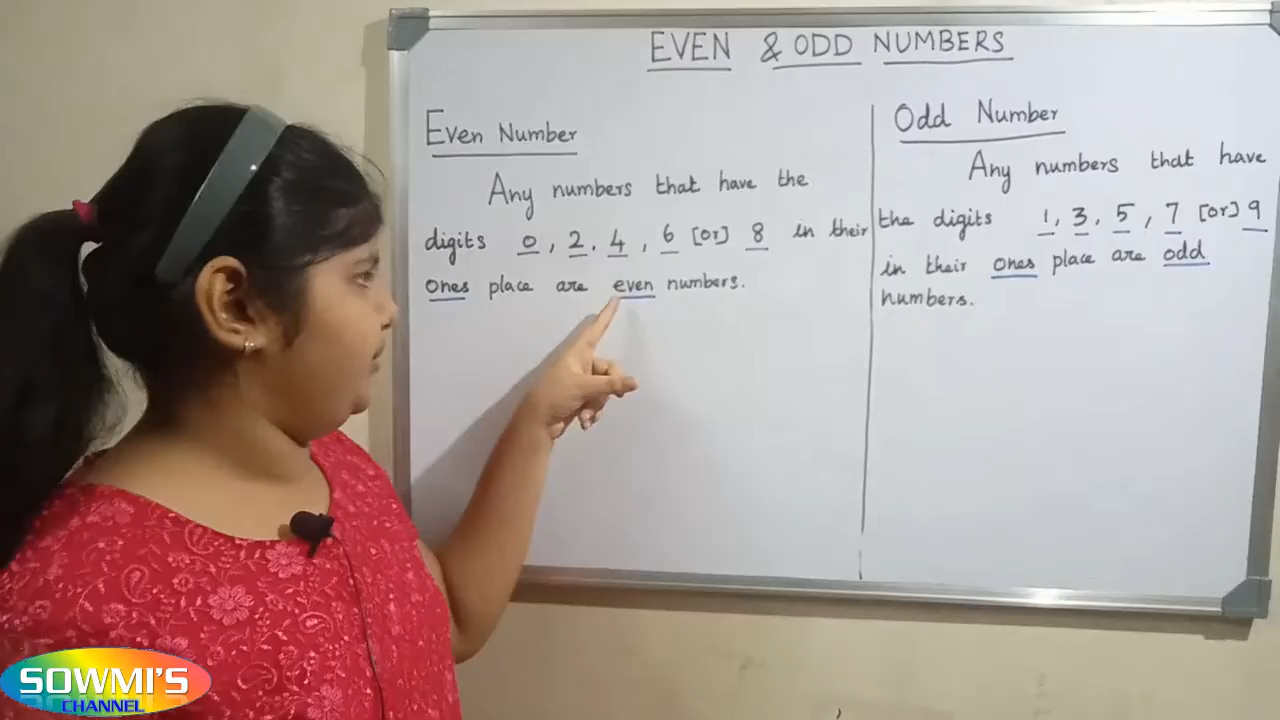 EVEN & ODD NUMBERS
Even Number
Any numbers that have the
digits 0, 2, 4, 6 [or] 8 in their
ones place are even numbers.
Odd Number
Any numbers that have
the digits 1, 3, 5, 7 [or] 9
in their ones place are odd
numbers.
SOWMI'S
CHANNEL